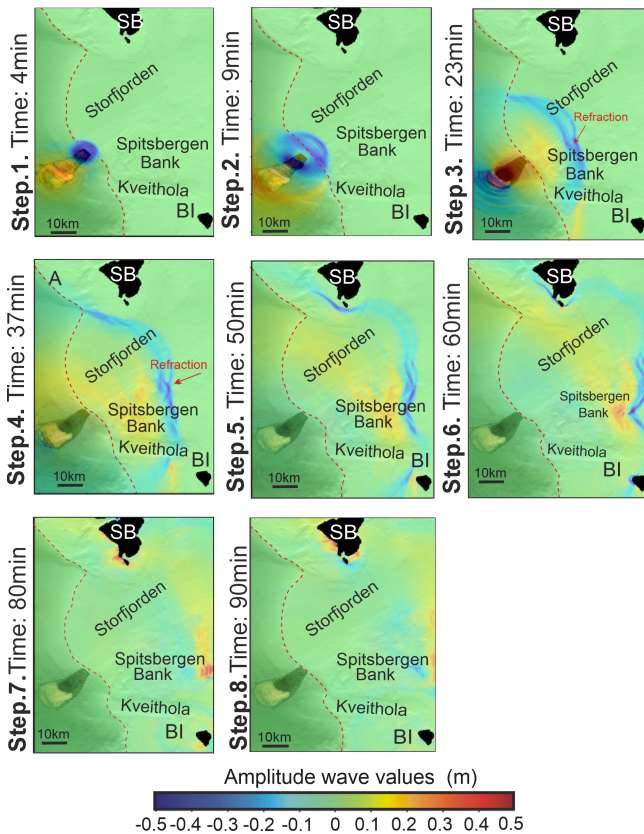 Step.1. Time: 4min
SB
Storfjorden
Spitsbergen
Bank
Kveithola
BI
10km
Step.2. Time: 9min
SB
Storfjorden
Spitsbergen
Bank
Kveithola
BI
10km
Step.3. Time: 23min
SB
Storfjorden
Refraction
Spitsbergen
Bank
Kveithola
BI
10km
Step.4. Time: 37min
A
SB
Storfjorden
Refraction
Spitsbergen
Bank
Kveithola
BI
10km
Step.5. Time: 50min
SB
Storfjorden
Spitsbergen
Bank
Kveithola
BI
10km
Step.6. Time: 60min
SB
Storfjorden
Spitsbergen
Bank
Kveithola
BI
10km
Step.7.Time: 80min
SB
Storfjorden
Spitsbergen
Bank
Kveithola
BI
10km
Step.8. Time: 90min
SB
Storfjorden
Spitsbergen
Bank
Kveithola
BI
10km
Amplitude wave values (m)
-0.5 -0.4 -0.3 -0.2 -0.1 0 0.1 0.2 0.3 0.4 0.5